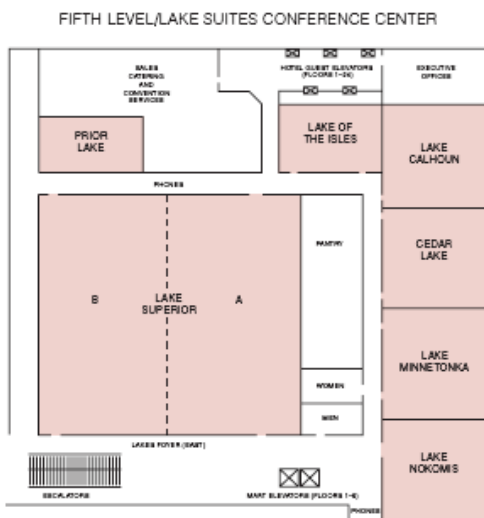 FIFTH LEVEL/LAKE SUITES CONFERENCE CENTER
SALES
CATERING
AND
CONVENTION
SERVICES
HOTEL GUEST ELEVATORS
(FLOORS 1-24)
EXECUTIVE
OFFICES
PRIOR
LAKE
LAKE OF
THE ISLES
LAKE
CALHOUN
PHONES
PANTRY
CEDAR
LAKE
B
LAKE
SUPERIOR
A
LAKE
MINNETONKA
WOMEN
MEN
LAKES FOYER (EAST)
LAKE
NOKOMIS
ESCALATORS
MART ELEVATORS (FLOORS 1-6)
PHONES